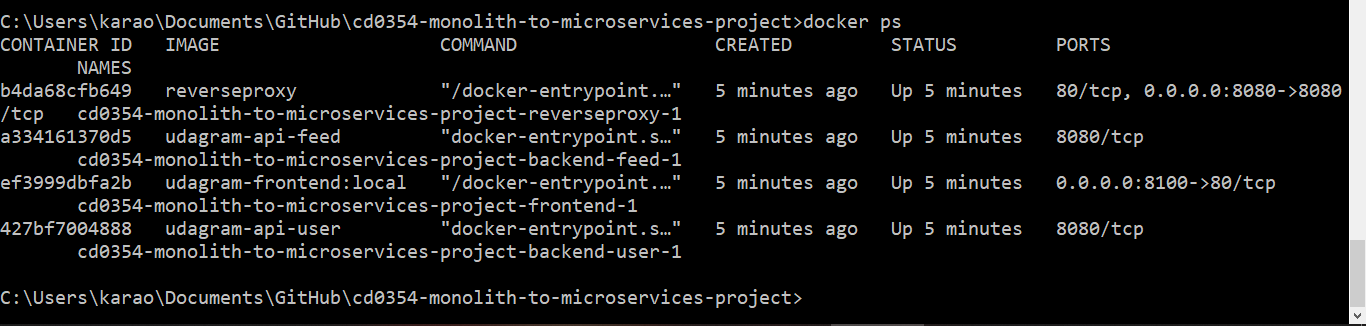 C:\Users\karao\Documents\GitHub\cd0354-monolith-to-microservices-project>docker ps
CONTAINER ID   IMAGE                    COMMAND                  CREATED         STATUS         PORTS
       NAMES
b4da68cfb649   reverseproxy             "/docker-entrypoint.…"   5 minutes ago   Up 5 minutes   80/tcp, 0.0.0.0:8080->8080
/tcp   cd0354-monolith-to-microservices-project-reverseproxy-1
a334161370d5   udagram-api-feed         "docker-entrypoint.s…"   5 minutes ago   Up 5 minutes   8080/tcp
       cd0354-monolith-to-microservices-project-backend-feed-1
ef3999dbfa2b   udagram-frontend:local   "/docker-entrypoint.…"   5 minutes ago   Up 5 minutes   0.0.0.0:8100->80/tcp
       cd0354-monolith-to-microservices-project-frontend-1
427bf7004888   udagram-api-user         "docker-entrypoint.s…"   5 minutes ago   Up 5 minutes   8080/tcp
       cd0354-monolith-to-microservices-project-backend-user-1
C:\Users\karao\Documents\GitHub\cd0354-monolith-to-microservices-project>